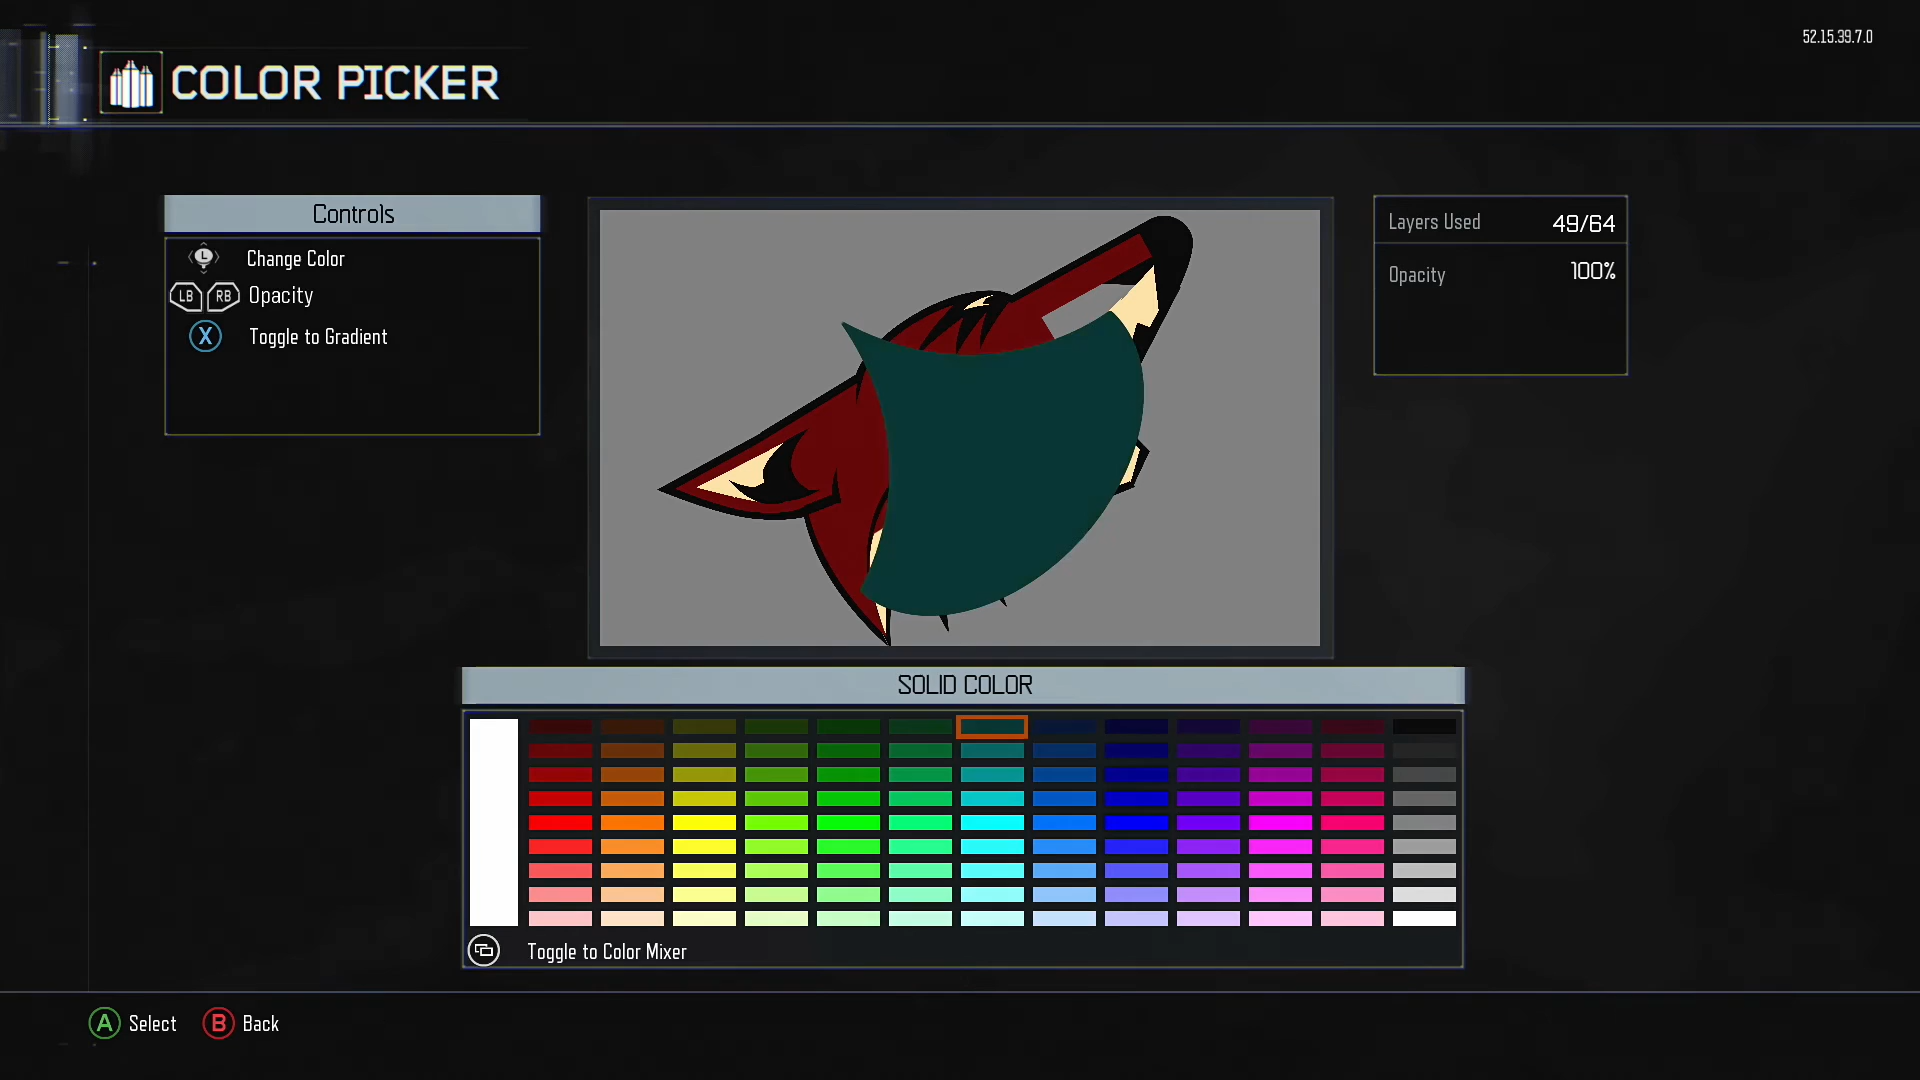 52.15.39.7.0
COLOR PICKER
Controls
L Change Color
LB RB Opacity
X Toggle to Gradient
Layers Used 49/64
Opacity 100%
SOLID COLOR
Toggle to Color Mixer
A Select B Back